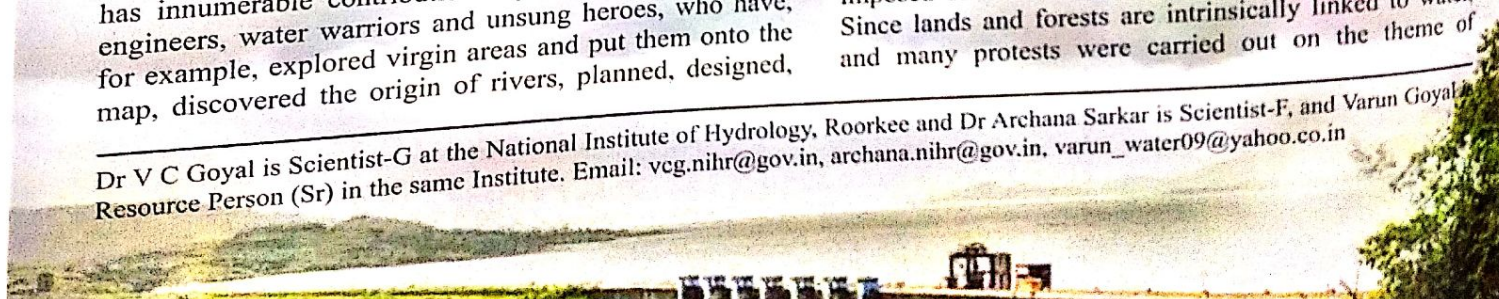 has innumerable
engineers, water warriors and unsung heroes, who have,
for example, explored virgin areas and put them onto the
map, discovered the origin of rivers, planned, designed,
Since lands and forests are intrinsically linked to
and many protests were carried out on the theme of
Dr V C Goyal is Scientist-G at the National Institute of Hydrology, Roorkee and Dr Archana Sarkar is Scientist-F, and Varun Goyal
Resource Person (Sr) in the same Institute. Email: vcg.nihr@gov.in, archana.nihr@gov.in, varun_water09@yahoo.co.in